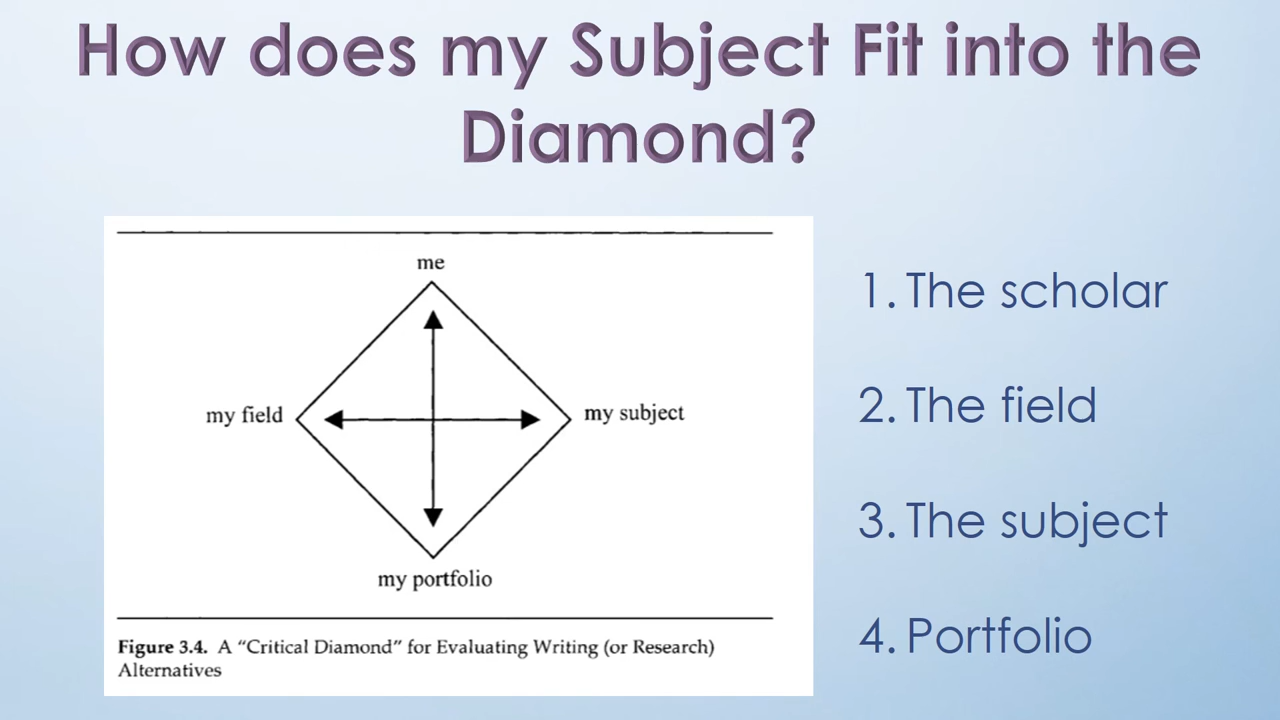 How does my Subject Fit into the
Diamond?
me
my field
my subject
my portfolio
Figure 3.4. A “Critical Diamond” for Evaluating Writing (or Research)
Alternatives
1. The scholar
2. The field
3. The subject
4. Portfolio